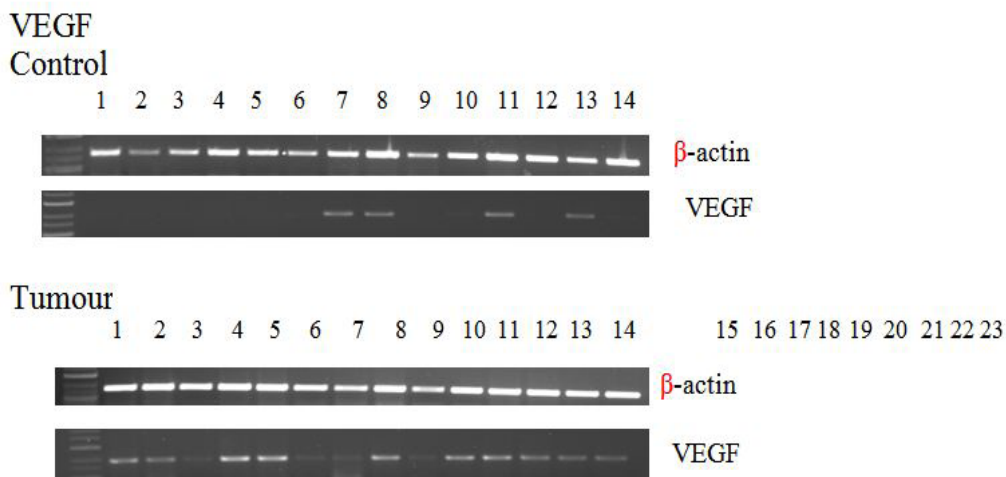 VEGF
Control
1 2 3 4 5 6 7 8 9 10 11 12 13 14
β-actin
VEGF
Tumour
1 2 3 4 5 6 7 8 9 10 11 12 13 14 15 16 17 18 19 20 21 22 23
β-actin
VEGF